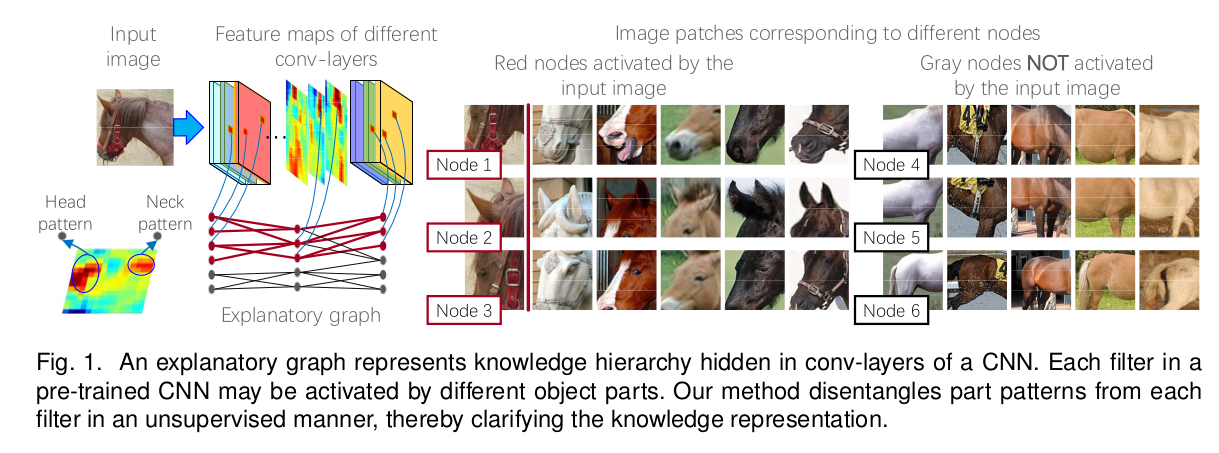 Input
image
Feature maps of different
conv-layers
Image patches corresponding to different nodes
Red nodes activated by the
input image
Gray nodes NOT activated
by the input image
...
Head
pattern
Neck
pattern
Explanatory graph
Node 1
Node 2
Node 3
Node 4
Node 5
Node 6
Fig. 1. An explanatory graph represents knowledge hierarchy hidden in conv-layers of a CNN. Each filter in a
pre-trained CNN may be activated by different object parts. Our method disentangles part patterns from each
filter in an unsupervised manner, thereby clarifying the knowledge representation.